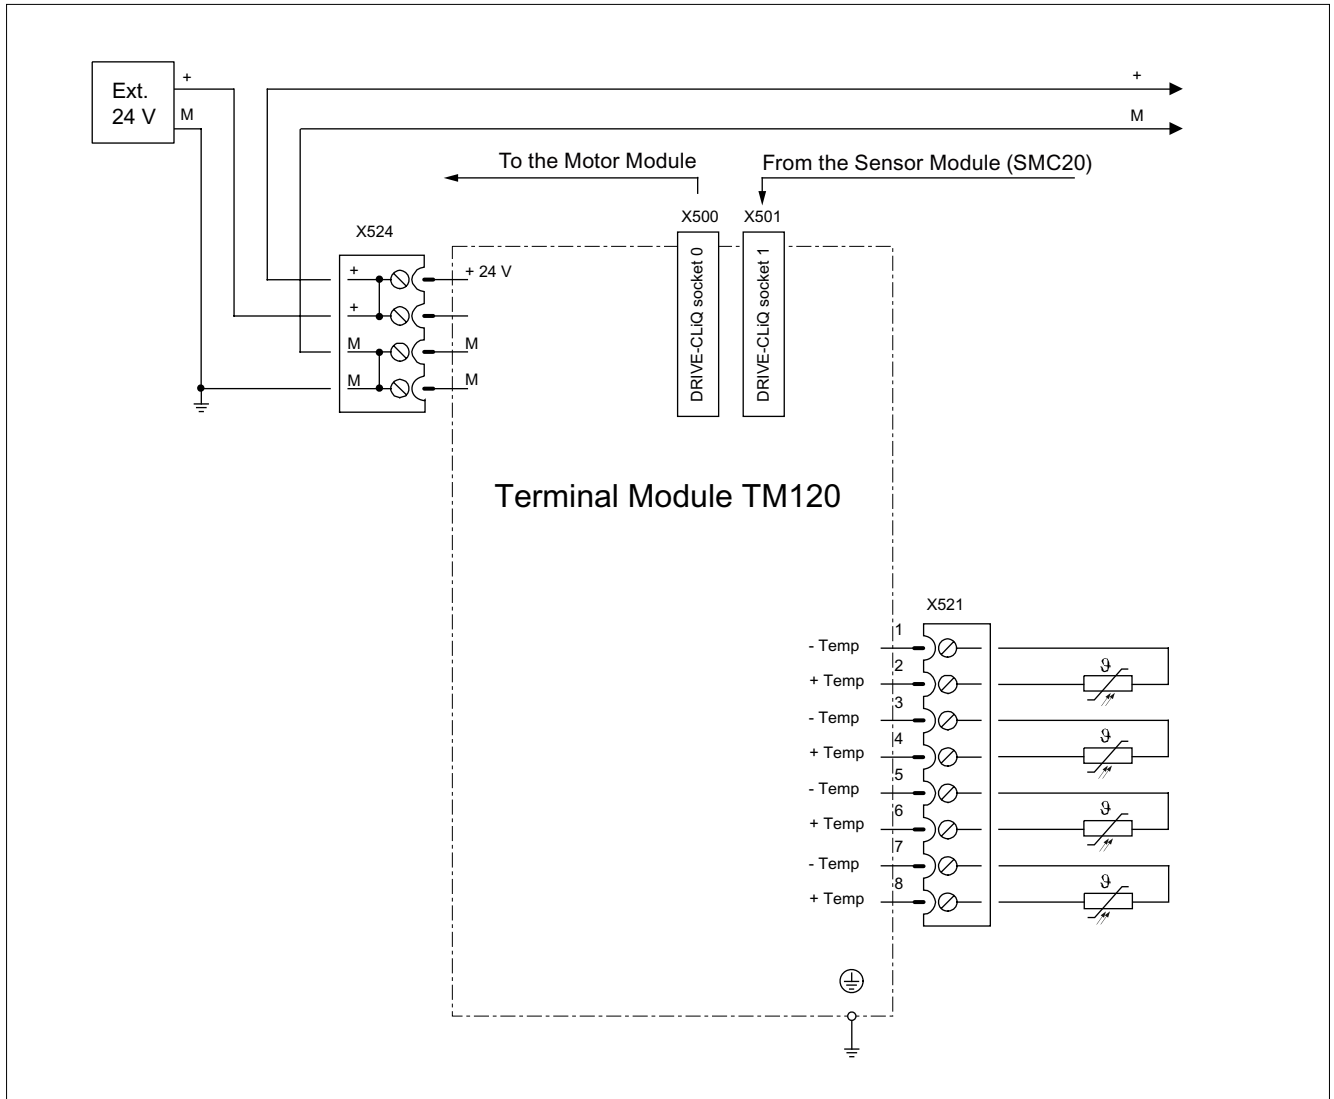 Ext.
24 V
+
M
+
M
To the Motor Module
From the Sensor Module (SMC20)
X500
X501
X524
DRIVE-CLiQ socket 0
DRIVE-CLiQ socket 1
+
+ 24 V
+
M
M
M
M
Terminal Module TM120
X521
1
- Temp
2
+ Temp
ϑ
3
- Temp
4
+ Temp
ϑ
5
- Temp
6
+ Temp
ϑ
7
- Temp
8
+ Temp
ϑ